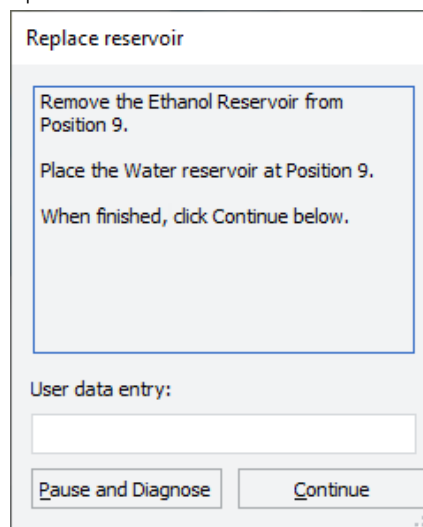 Replace reservoir
Remove the Ethanol Reservoir from
Position 9.
Place the Water reservoir at Position 9.
When finished, click Continue below.
User data entry:
Pause and Diagnose
Continue